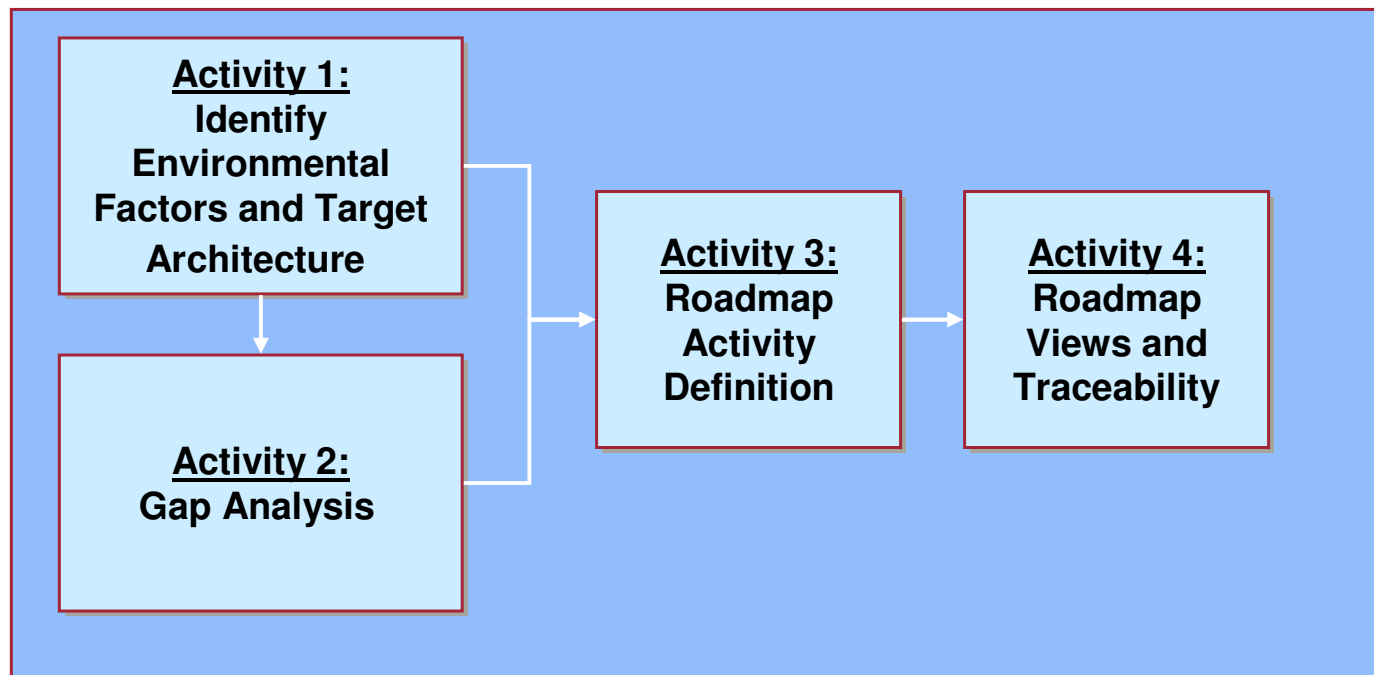 Activity 1:
Identify
Environmental
Factors and Target
Architecture
Activity 2:
Gap Analysis
Activity 3:
Roadmap
Activity
Definition
Activity 4:
Roadmap
Views and
Traceability